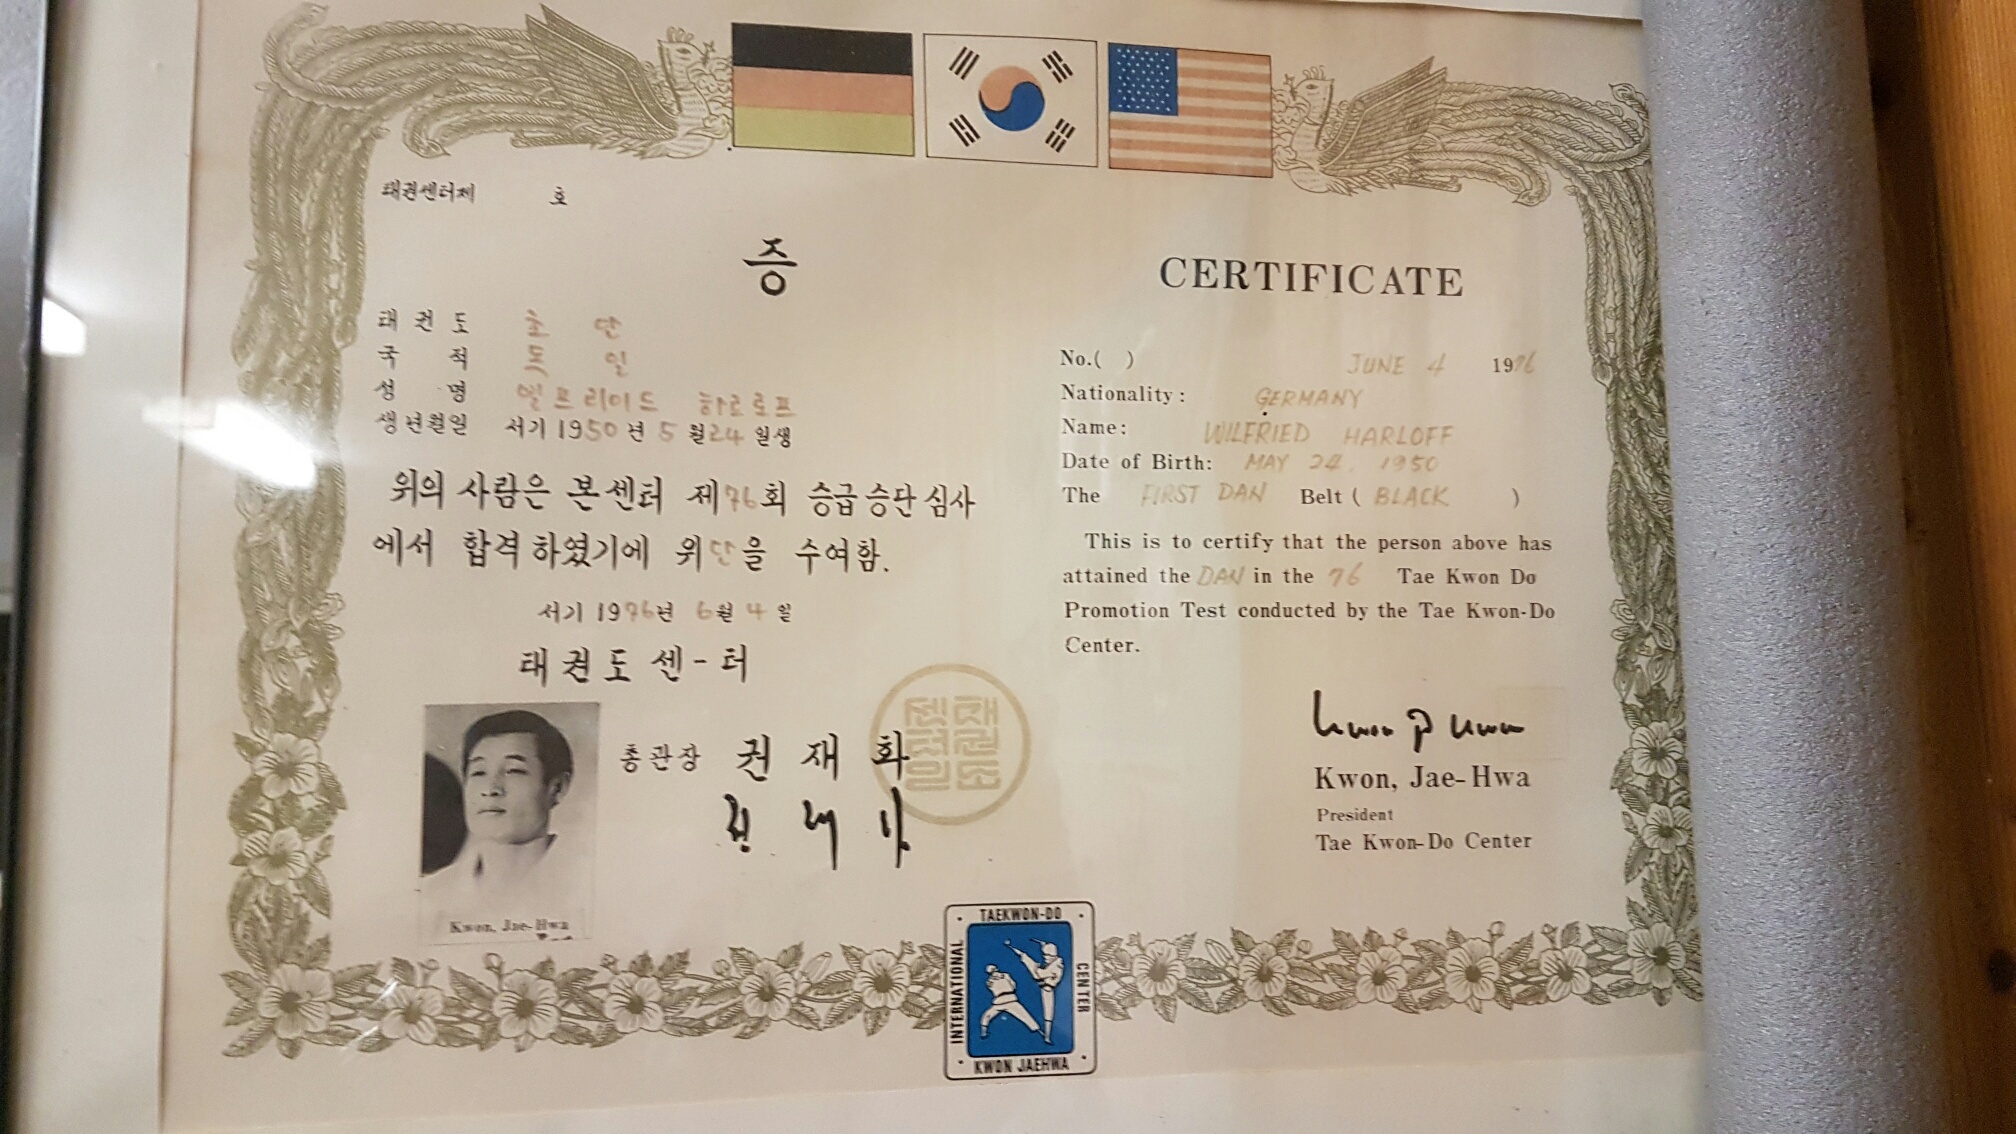 태권센터제 호
증
태권도 초단
국적 독일
성명 빌프리이드 하르로프
생년월일 서기 1950년 5월 24일생
위의 사람은 본센터 제76회 승급승단심사
에서 합격하였기에 위단을 수여함.
서기 1976년 6월 4일
태권도센-터
총관장 권재화
Kwon, Jae-Hwa
CERTIFICATE
No.( ) JUNE 4 1976
Nationality: GERMANY
Name: WILFRIED HARLOFF
Date of Birth: MAY 24. 1950
The FIRST DAN Belt ( BLACK )
This is to certify that the person above has
attained the DAN in the 76 Tae Kwon Do
Promotion Test conducted by the Tae Kwon-Do
Center.
Kwon, Jae-Hwa
President
Tae Kwon-Do Center
TAEKWON-DO
INTERNATIONAL
CENTER
KWON JAEHWA